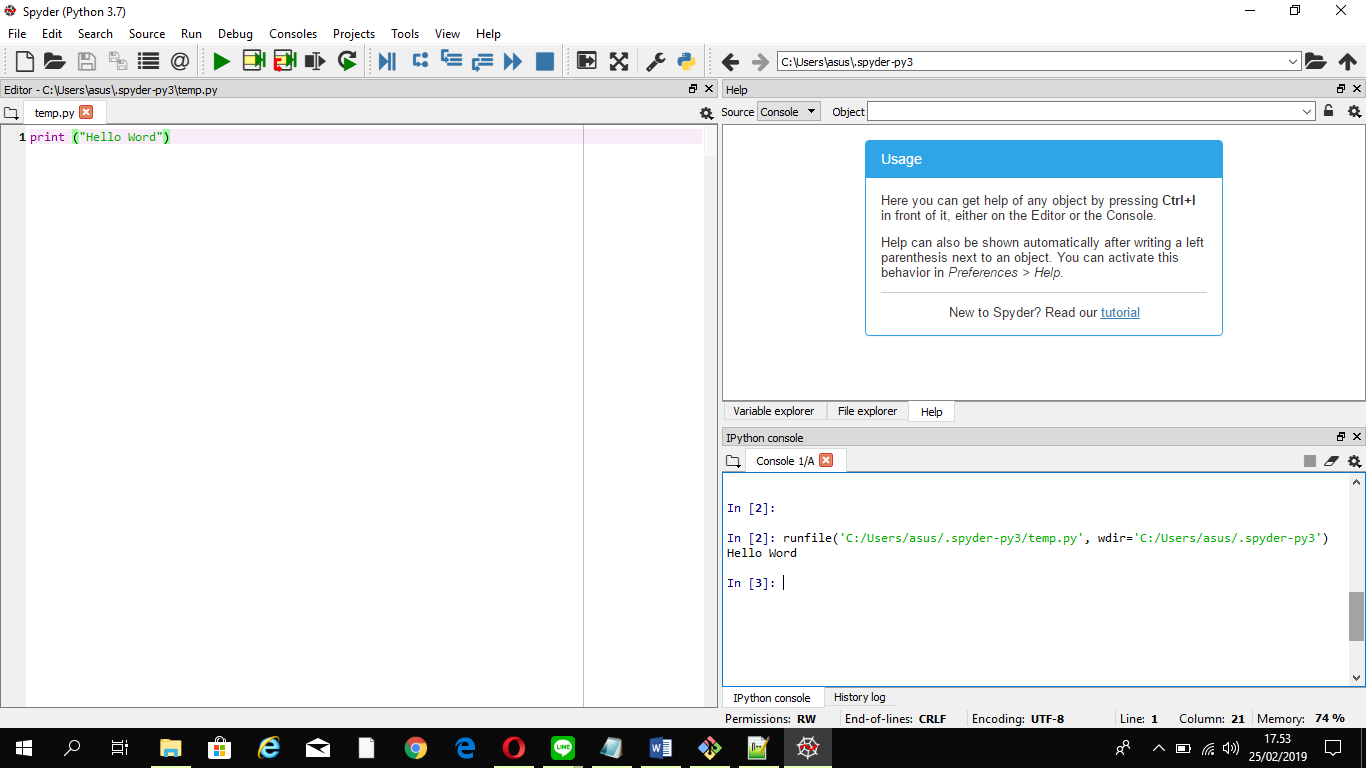 Spyder (Python 3.7)
File Edit Search Source Run Debug Consoles Projects Tools View Help
C:\Users\asus\.spyder-py3
Editor - C:\Users\asus\.spyder-py3\temp.py
temp.py
1 print ("Hello Word")
Help
Source Console Object
Usage
Here you can get help of any object by pressing Ctrl+I
in front of it, either on the Editor or the Console.
Help can also be shown automatically after writing a left
parenthesis next to an object. You can activate this
behavior in Preferences > Help.
New to Spyder? Read our tutorial
Variable explorer File explorer Help
IPython console
Console 1/A
In [2]:
In [2]: runfile('C:/Users/asus/.spyder-py3/temp.py', wdir='C:/Users/asus/.spyder-py3')
Hello Word
In [3]:
IPython console History log
Permissions: RW End-of-lines: CRLF Encoding: UTF-8 Line: 1 Column: 21 Memory: 74 %
LINE
17.53
25/02/2019